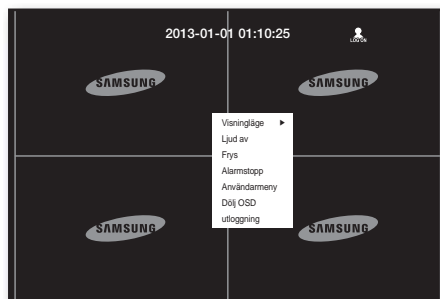 2013-01-01 01:10:25
LOG ON
SAMSUNG
SAMSUNG
Visningläge
Ljud av
Frys
Alarmstopp
Användarmeny
Dölj OSD
utloggning
SAMSUNG
SAMSUNG